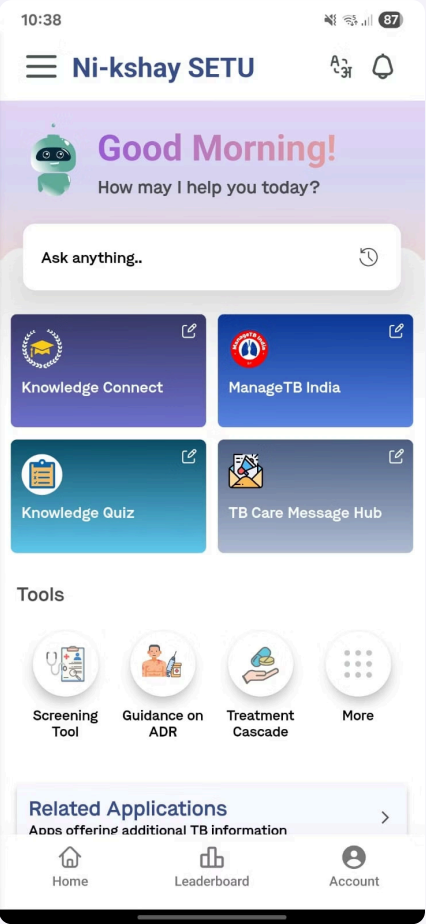 10:38
87
Ni-kshay SETU
A अ
Good Morning!
How may I help you today?
Ask anything..
Knowledge Connect
ManageTB India
ManageTB India
Knowledge Quiz
TB Care Message Hub
Tools
Screening
Tool
Guidance on
ADR
Treatment
Cascade
More
Related Applications
Apps offering additional TB information
Home
Leaderboard
Account